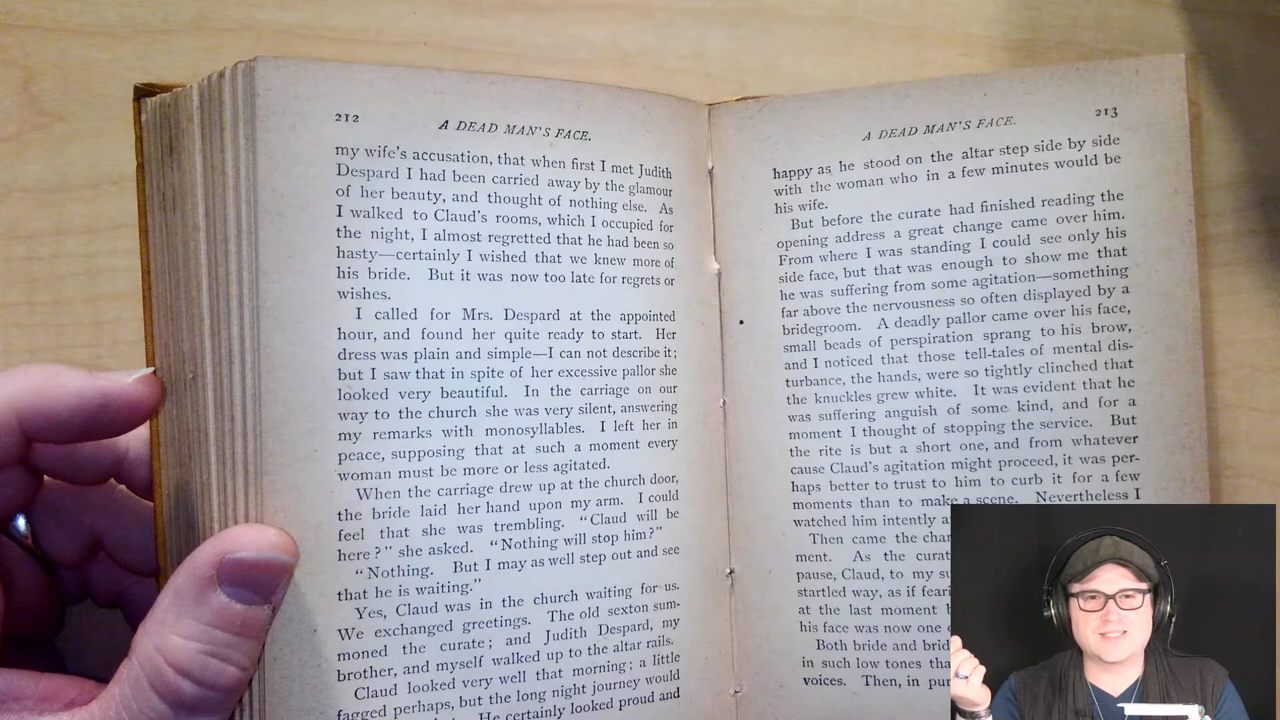 212
A DEAD MAN'S FACE.
my wife's accusation, that when first I met Judith
Despard I had been carried away by the glamour
of her beauty, and thought of nothing else. As
I walked to Claud's rooms, which I occupied for
the night, I almost regretted that he had been so
hasty—certainly I wished that we knew more of
his bride. But it was now too late for regrets or
wishes.
I called for Mrs. Despard at the appointed
hour, and found her quite ready to start. Her
dress was plain and simple—I can not describe it;
but I saw that in spite of her excessive pallor she
looked very beautiful. In the carriage on our
way to the church she was very silent, answering
my remarks with monosyllables. I left her in
peace, supposing that at such a moment every
woman must be more or less agitated.
When the carriage drew up at the church door,
the bride laid her hand upon my arm. I could
feel that she was trembling. "Claud will be
here?" she asked. "Nothing will stop him?"
"Nothing. But I may as well step out and see
that he is waiting."
Yes, Claud was in the church waiting for us.
We exchanged greetings. The old sexton sum-
moned the curate; and Judith Despard, my
brother, and myself walked up to the altar rails.
Claud looked very well that morning; a little
fagged perhaps, but the long night journey would
He certainly looked proud and
A DEAD MAN'S FACE.
213
happy as he stood on the altar step side by side
with the woman who in a few minutes would be
his wife.
But before the curate had finished reading the
opening address a great change came over him.
From where I was standing I could see only his
side face, but that was enough to show me that
he was suffering from some agitation—something
far above the nervousness so often displayed by a
bridegroom. A deadly pallor came over his face,
small beads of perspiration sprang to his brow,
and I noticed that those tell-tales of mental dis-
turbance, the hands, were so tightly clinched that
the knuckles grew white. It was evident that he
was suffering anguish of some kind, and for a
moment I thought of stopping the service. But
the rite is but a short one, and from whatever
cause Claud's agitation might proceed, it was per-
haps better to trust to him to curb it for a few
moments than to make a scene. Nevertheless I
watched him intently
Then came the
ment. As the
pause, Claud, to my
startled way, as if
at the last moment
his face was now one
Both bride and
in such low tones
voices. Then, in